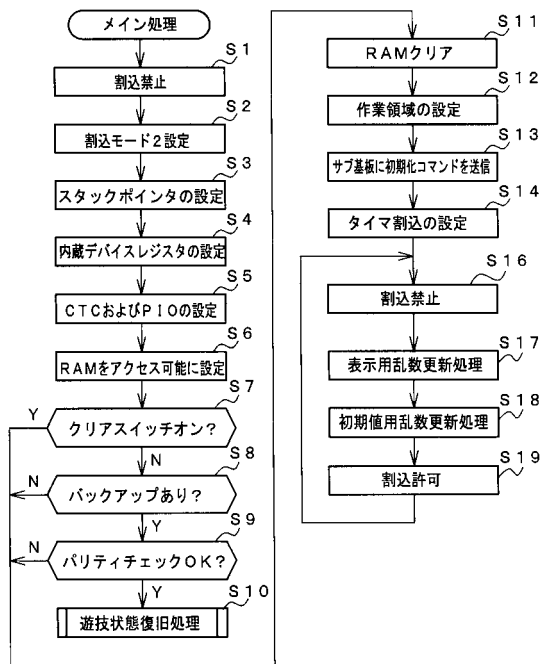 メイン処理
S1
割込禁止
S2
割込モード2設定
S3
スタックポインタの設定
S4
内蔵デバイスレジスタの設定
S5
CTCおよびPIOの設定
S6
RAMをアクセス可能に設定
S7
Y
クリアスイッチオン?
N
S8
N
バックアップあり?
Y
S9
N
パリティチェックOK?
Y
S10
遊技状態復旧処理
S11
RAMクリア
S12
作業領域の設定
S13
サブ基板に初期化コマンドを送信
S14
タイマ割込の設定
S16
割込禁止
S17
表示用乱数更新処理
S18
初期値用乱数更新処理
S19
割込許可